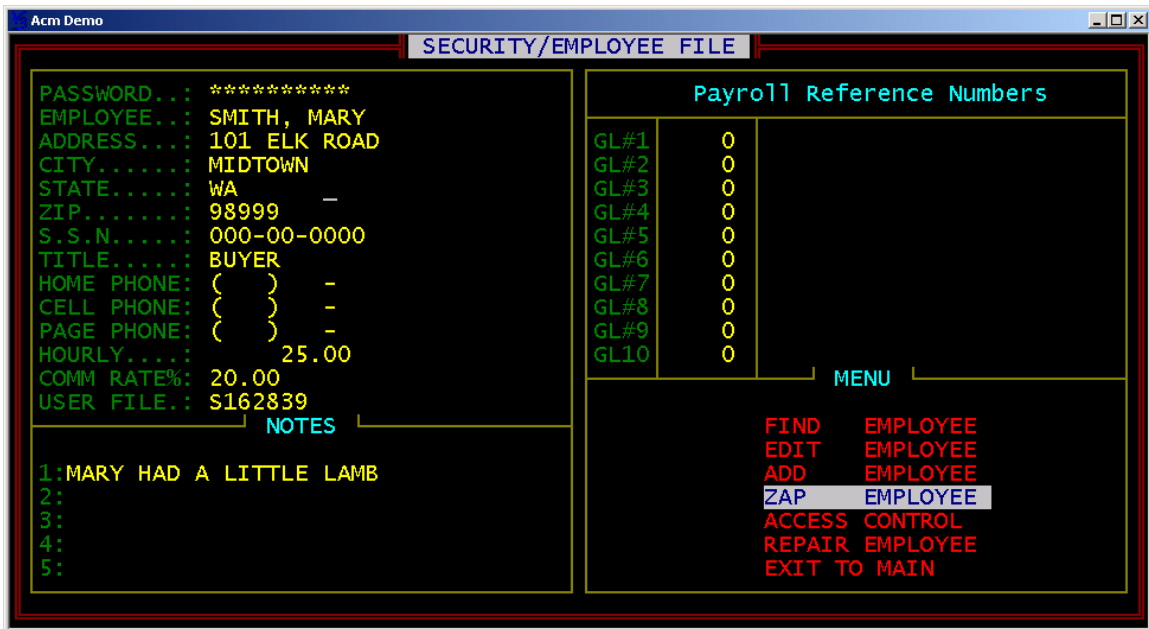 Acm Demo
SECURITY/EMPLOYEE FILE
PASSWORD..: **********
EMPLOYEE..: SMITH, MARY
ADDRESS...: 101 ELK ROAD
CITY......: MIDTOWN
STATE.....: WA _
ZIP.......: 98999
S.S.N.....: 000-00-0000
TITLE.....: BUYER
HOME PHONE: (   )   -
CELL PHONE: (   )   -
PAGE PHONE: (   )   -
HOURLY....: 25.00
COMM RATE%: 20.00
USER FILE.: S162839
NOTES
1:MARY HAD A LITTLE LAMB
2:
3:
4:
5:
Payroll Reference Numbers
GL#1 0
GL#2 0
GL#3 0
GL#4 0
GL#5 0
GL#6 0
GL#7 0
GL#8 0
GL#9 0
GL10 0
MENU
FIND EMPLOYEE
EDIT EMPLOYEE
ADD EMPLOYEE
ZAP EMPLOYEE
ACCESS CONTROL
REPAIR EMPLOYEE
EXIT TO MAIN